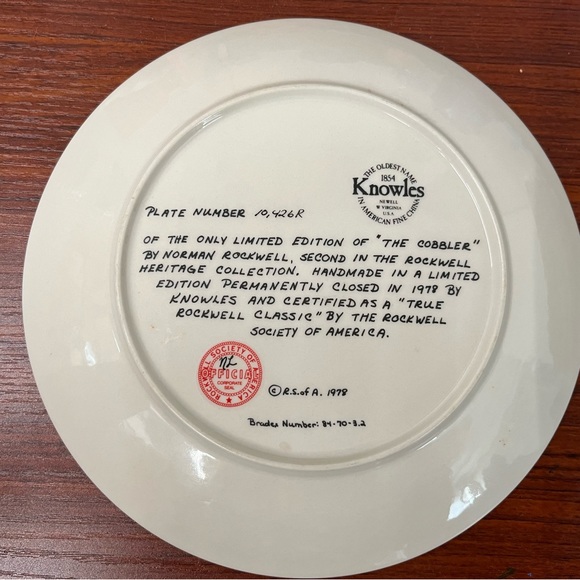 THE OLDEST NAME
1854
Knowles
NEWELL
W VIRGINIA
U.S.A.
IN AMERICAN FINE CHINA
PLATE NUMBER 10,426R
OF THE ONLY LIMITED EDITION OF "THE COBBLER"
BY NORMAN ROCKWELL, SECOND IN THE ROCKWELL
HERITAGE COLLECTION. HANDMADE IN A LIMITED
EDITION PERMANENTLY CLOSED IN 1978 BY
KNOWLES AND CERTIFIED AS A "TRUE
ROCKWELL CLASSIC" BY THE ROCKWELL
SOCIETY OF AMERICA.
ROCKWELL SOCIETY OF AMERICA
OFFICIAL
CORPORATE
SEAL
© R.S. of A. 1978
Bradex Number: 84-70-3.2